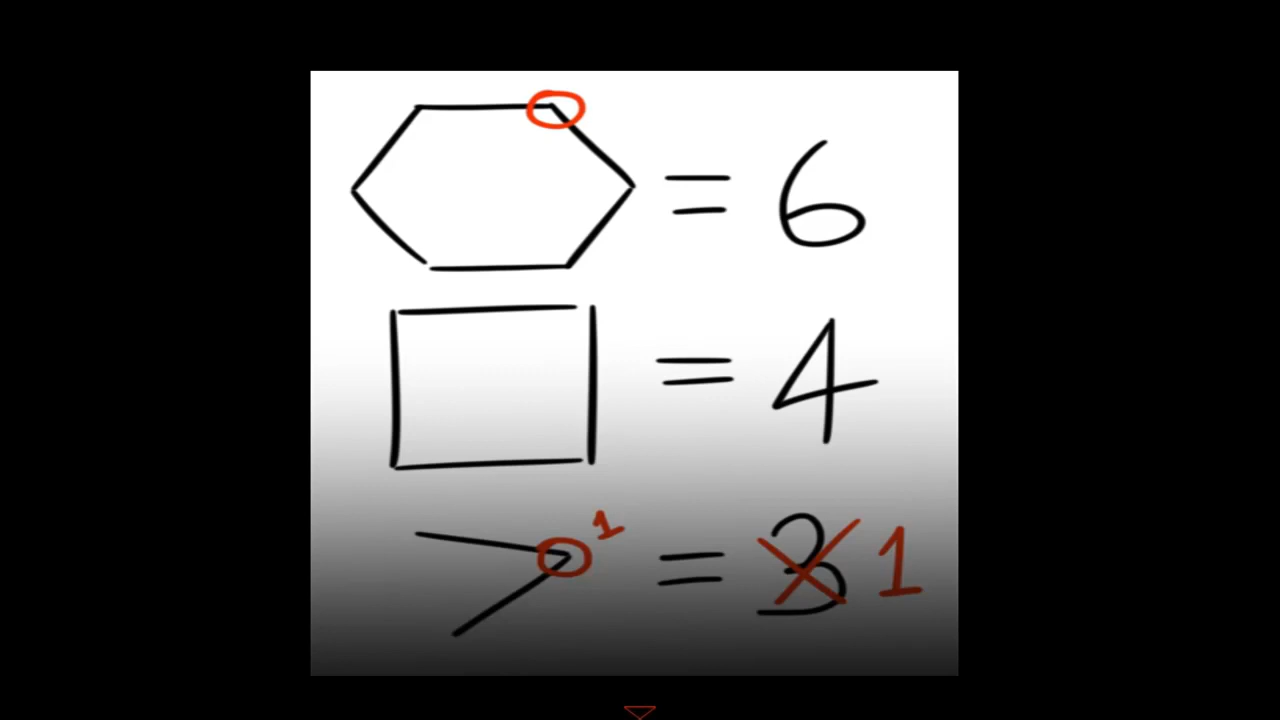 = 6
= 4
1
= 3 1